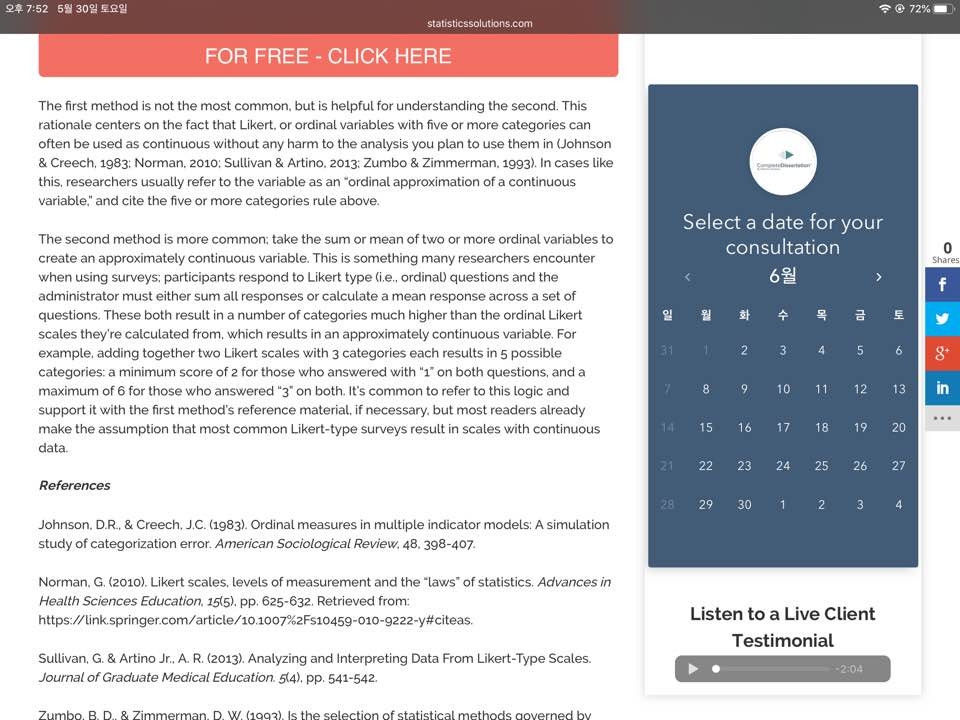 오후 7:52 5월 30일 토요일
72%
statisticssolutions.com
FOR FREE - CLICK HERE
The first method is not the most common, but is helpful for understanding the second. This
rationale centers on the fact that Likert, or ordinal variables with five or more categories can
often be used as continuous without any harm to the analysis you plan to use them in (Johnson
& Creech, 1983; Norman, 2010; Sullivan & Artino, 2013; Zumbo & Zimmerman, 1993). In cases like
this, researchers usually refer to the variable as an “ordinal approximation of a continuous
variable,” and cite the five or more categories rule above.
The second method is more common; take the sum or mean of two or more ordinal variables to
create an approximately continuous variable. This is something many researchers encounter
when using surveys; participants respond to Likert type (i.e., ordinal) questions and the
administrator must either sum all responses or calculate a mean response across a set of
questions. These both result in a number of categories much higher than the ordinal Likert
scales they’re calculated from, which results in an approximately continuous variable. For
example, adding together two Likert scales with 3 categories each results in 5 possible
categories: a minimum score of 2 for those who answered with “1” on both questions, and a
maximum of 6 for those who answered “3” on both. It’s common to refer to this logic and
support it with the first method’s reference material, if necessary, but most readers already
make the assumption that most common Likert-type surveys result in scales with continuous
data.
References
Johnson, D.R., & Creech, J.C. (1983). Ordinal measures in multiple indicator models: A simulation
study of categorization error. American Sociological Review, 48, 398-407.
Norman, G. (2010). Likert scales, levels of measurement and the “laws” of statistics. Advances in
Health Sciences Education, 15(5), pp. 625-632. Retrieved from:
https://link.springer.com/article/10.1007%2Fs10459-010-9222-y#citeas.
Sullivan, G. & Artino Jr., A. R. (2013). Analyzing and Interpreting Data From Likert-Type Scales.
Journal of Graduate Medical Education. 5(4), pp. 541-542.
Zumbo, B. D., & Zimmerman, D. W. (1993). Is the selection of statistical methods governed by
CompleteDissertation
Select a date for your
consultation
6월
일 월 화 수 목 금 토
31 1 2 3 4 5 6
7 8 9 10 11 12 13
14 15 16 17 18 19 20
21 22 23 24 25 26 27
28 29 30 1 2 3 4
Listen to a Live Client
Testimonial
-2:04
0
Shares
f
g+
in